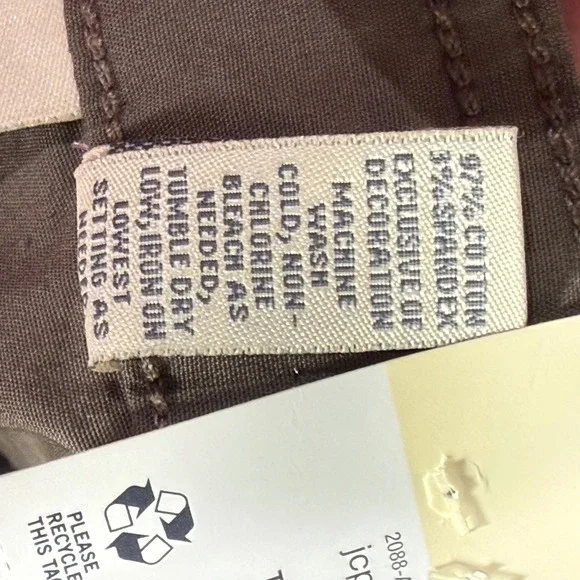 97% COTTON
3% SPANDEX
EXCLUSIVE OF
DECORATION
MACHINE
WASH
COLD, NON-
CHLORINE
BLEACH AS
NEEDED,
TUMBLE DRY
LOW, IRON ON
LOWEST
SETTING AS
PLEASE
RECYCLE
THIS TA
2088-
jcp